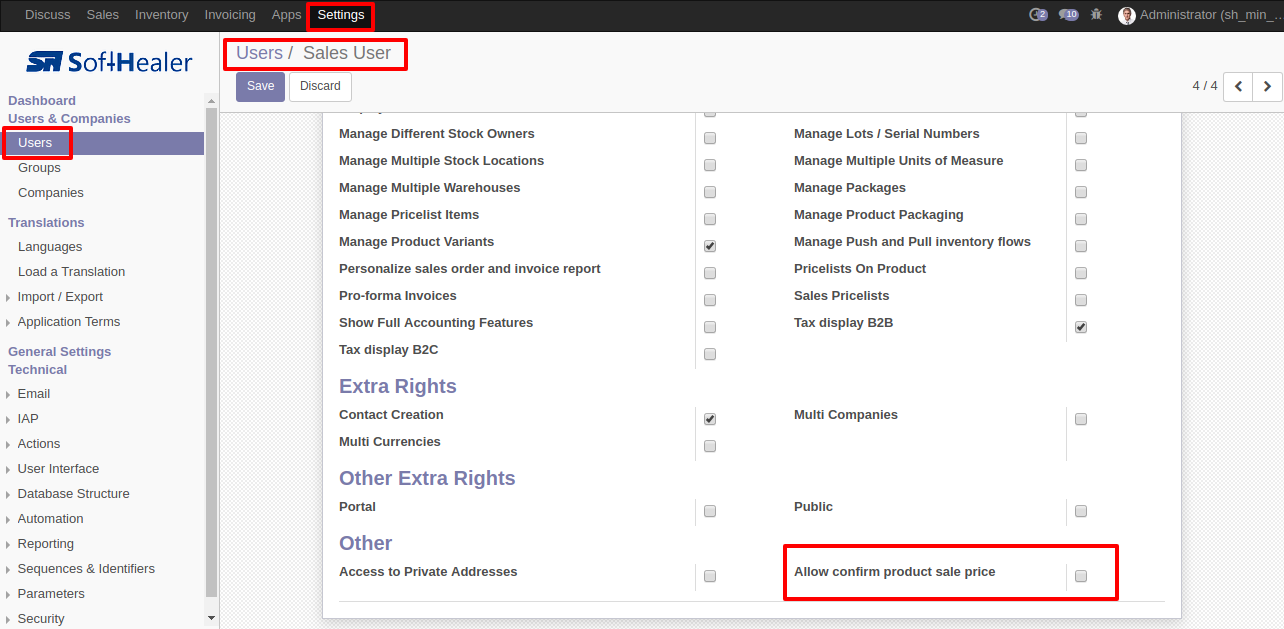 Discuss Sales Inventory Invoicing Apps Settings 2 10 Administrator (sh_min_...
SoftHealer
Users / Sales User
Save Discard
4 / 4
Dashboard
Users & Companies
Users
Groups
Companies
Translations
Languages
Load a Translation
Import / Export
Application Terms
General Settings
Technical
Email
IAP
Actions
User Interface
Database Structure
Automation
Reporting
Sequences & Identifiers
Parameters
Security
Manage Different Stock Owners
Manage Lots / Serial Numbers
Manage Multiple Stock Locations
Manage Multiple Units of Measure
Manage Multiple Warehouses
Manage Packages
Manage Pricelist Items
Manage Product Packaging
Manage Product Variants
Manage Push and Pull inventory flows
Personalize sales order and invoice report
Pricelists On Product
Pro-forma Invoices
Sales Pricelists
Show Full Accounting Features
Tax display B2B
Tax display B2C
Extra Rights
Contact Creation
Multi Companies
Multi Currencies
Other Extra Rights
Portal
Public
Other
Access to Private Addresses
Allow confirm product sale price